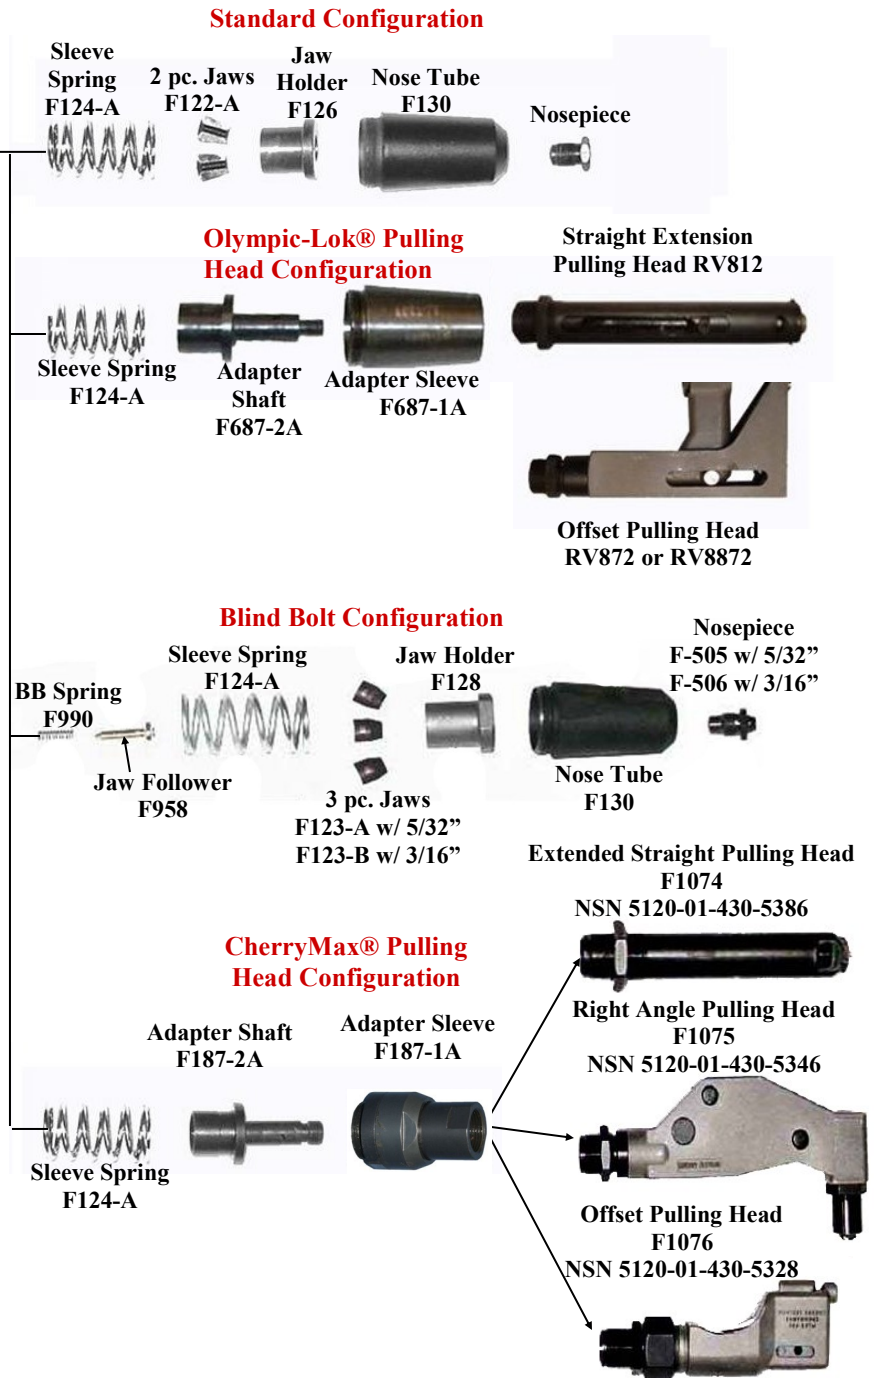 Standard Configuration
Sleeve
Spring
F124-A
2 pc. Jaws
F122-A
Jaw
Holder
F126
Nose Tube
F130
Nosepiece
Olympic-Lok® Pulling
Head Configuration
Straight Extension
Pulling Head RV812
Sleeve Spring
F124-A
Adapter
Shaft
F687-2A
Adapter Sleeve
F687-1A
Offset Pulling Head
RV872 or RV8872
Blind Bolt Configuration
BB Spring
F990
Jaw Follower
F958
Sleeve Spring
F124-A
3 pc. Jaws
F123-A w/ 5/32”
F123-B w/ 3/16”
Jaw Holder
F128
Nose Tube
F130
Nosepiece
F-505 w/ 5/32”
F-506 w/ 3/16”
CherryMax® Pulling
Head Configuration
Sleeve Spring
F124-A
Adapter Shaft
F187-2A
Adapter Sleeve
F187-1A
Extended Straight Pulling Head
F1074
NSN 5120-01-430-5386
Right Angle Pulling Head
F1075
NSN 5120-01-430-5346
Offset Pulling Head
F1076
NSN 5120-01-430-5328